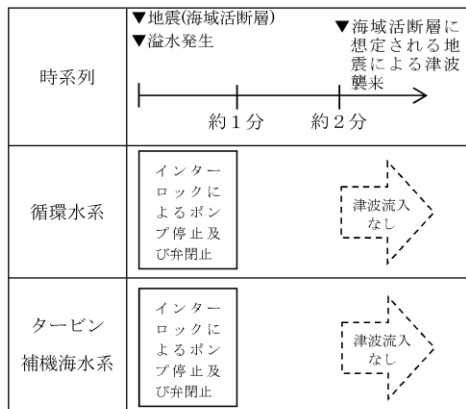 時系列
▼地震(海域活断層)
▼溢水発生
▼海域活断層に
想定される地
震による津波
襲来
約1分
約2分
循環水系
インター
ロックに
よるポン
プ停止及
び弁閉止
津波流入
なし
タービン
補機海水系
インター
ロックに
よるポン
プ停止及
び弁閉止
津波流入
なし